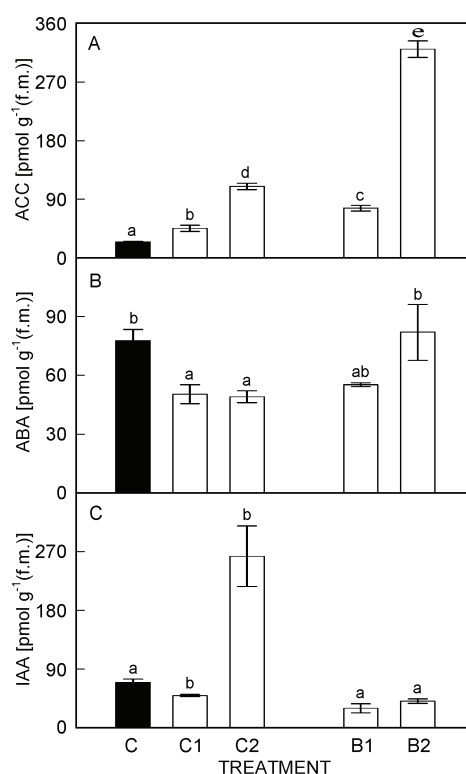 A
ACC [pmol g⁻¹(f.m.)]
360
270
180
90
0
a
b
d
c
e
B
ABA [pmol g⁻¹(f.m.)]
90
60
30
0
b
a
a
ab
b
C
IAA [pmol g⁻¹(f.m.)]
270
180
90
0
a
b
b
a
a
C C1 C2 B1 B2
TREATMENT